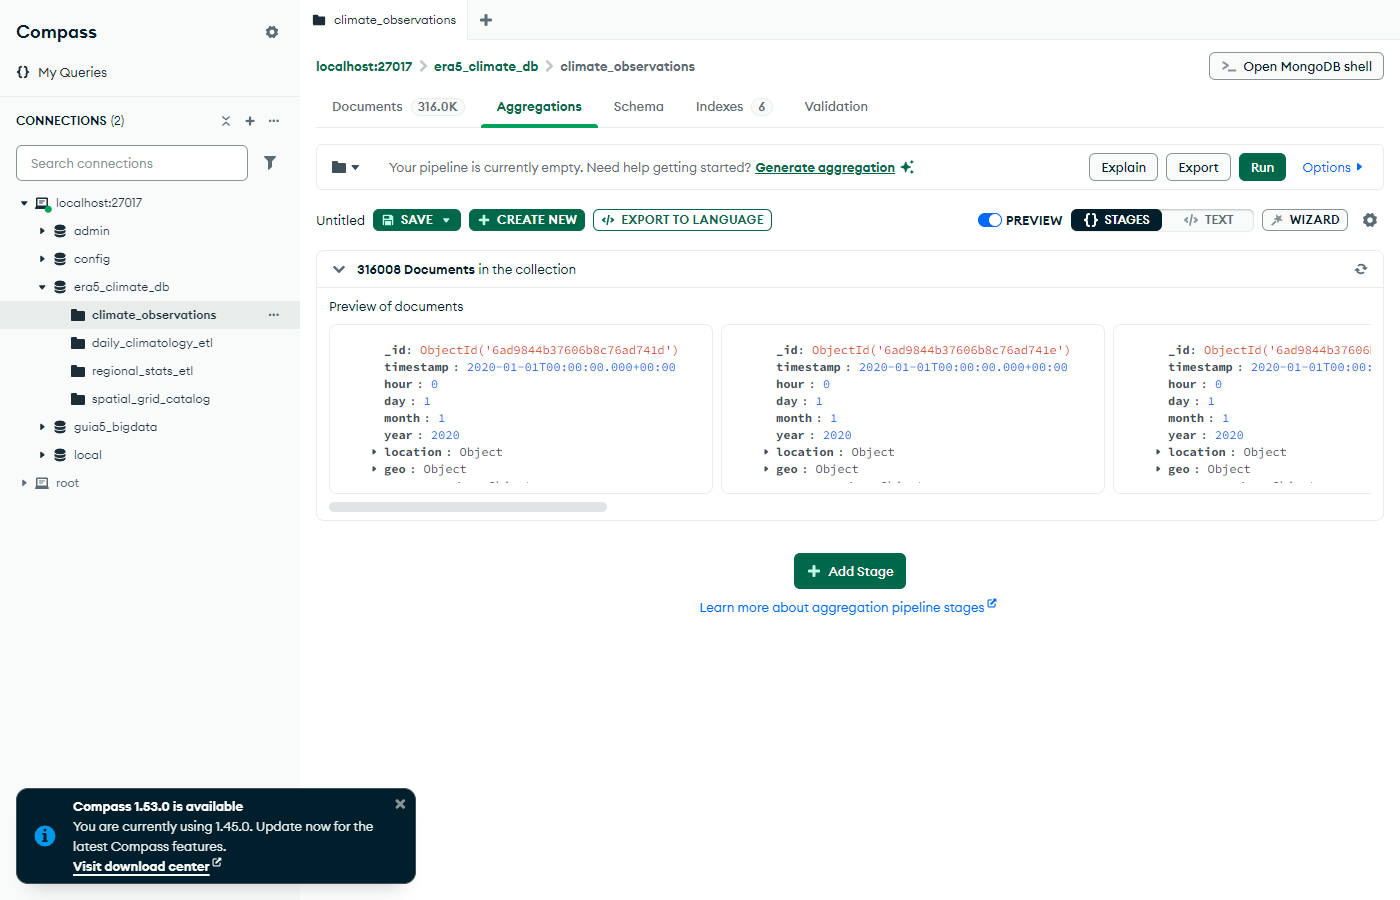 Compass
My Queries
CONNECTIONS (2)
Search connections
localhost:27017
admin
config
era5_climate_db
climate_observations
daily_climatology_etl
regional_stats_etl
spatial_grid_catalog
guia5_bigdata
local
root
climate_observations
localhost:27017 era5_climate_db climate_observations
Open MongoDB shell
Documents 316.0K Aggregations Schema Indexes 6 Validation
Your pipeline is currently empty. Need help getting started? Generate aggregation
Explain Export Run Options
Untitled SAVE CREATE NEW EXPORT TO LANGUAGE
PREVIEW STAGES TEXT WIZARD
316008 Documents in the collection
Preview of documents
_id: ObjectId('6ad9844b37606b8c76ad741d')
timestamp : 2020-01-01T00:00:00.000+00:00
hour : 0
day : 1
month : 1
year : 2020
location : Object
geo : Object
_id: ObjectId('6ad9844b37606b8c76ad741e')
timestamp : 2020-01-01T00:00:00.000+00:00
hour : 0
day : 1
month : 1
year : 2020
location : Object
geo : Object
_id: ObjectId('6ad9844b37606
timestamp : 2020-01-01T00:00:
hour : 0
day : 1
month : 1
year : 2020
location : Object
geo : Object
Add Stage
Learn more about aggregation pipeline stages
Compass 1.53.0 is available
You are currently using 1.45.0. Update now for the
latest Compass features.
Visit download center